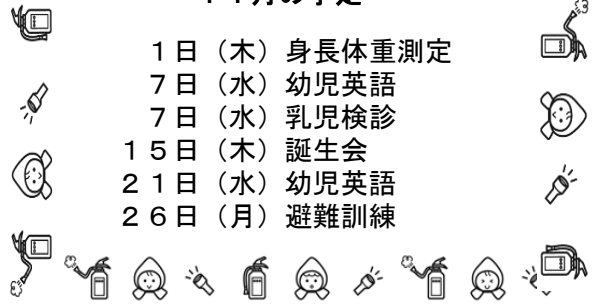 １１月の予定
１日（木）身長体重測定
７日（水）幼児英語
７日（水）乳児検診
１５日（木）誕生会
２１日（水）幼児英語
２６日（月）避難訓練